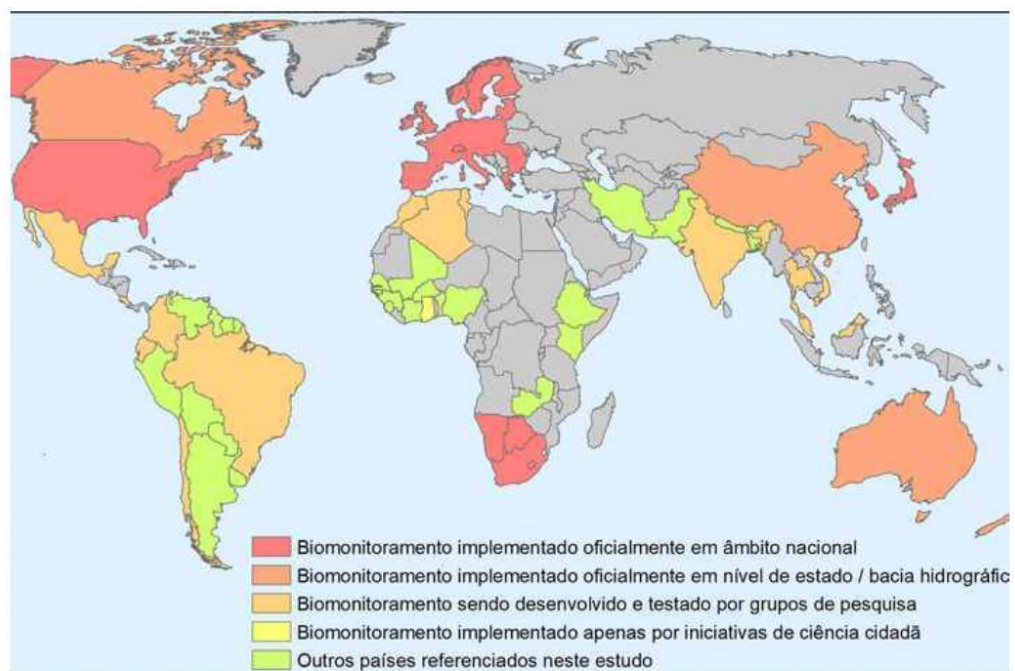 Biomonitoramento implementado oficialmente em âmbito nacional
Biomonitoramento implementado oficialmente em nível de estado / bacia hidrográfic
Biomonitoramento sendo desenvolvido e testado por grupos de pesquisa
Biomonitoramento implementado apenas por iniciativas de ciência cidadã
Outros países referenciados neste estudo